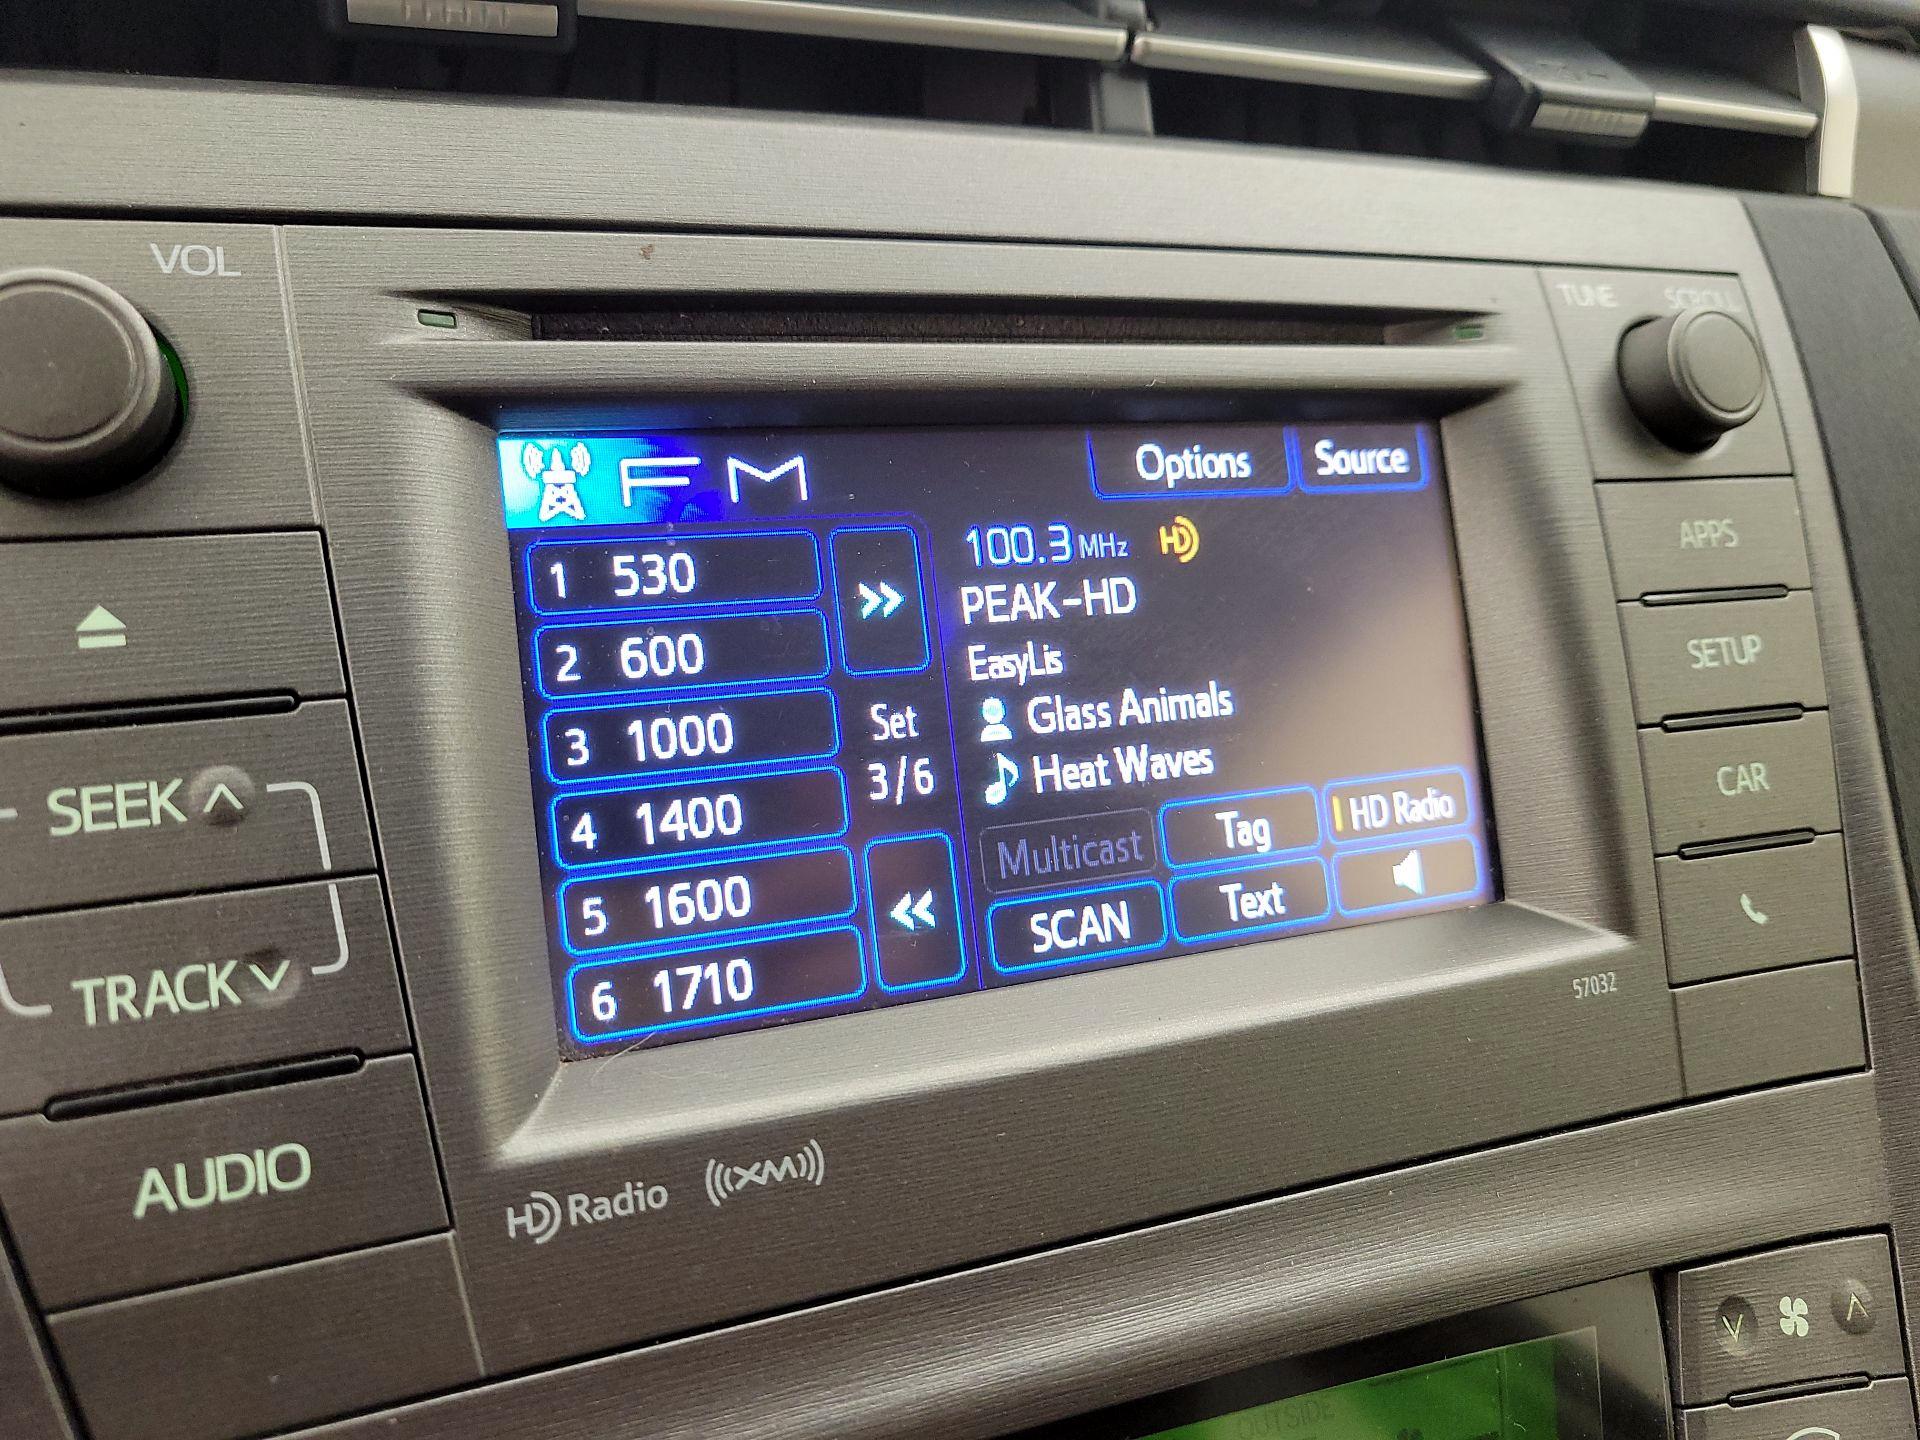 VOL
TUNE SCROLL
FM
Options
Source
1 530
2 600
3 1000
4 1400
5 1600
6 1710
Set
3/6
100.3 MHz HD
PEAK-HD
EasyLis
Glass Animals
Heat Waves
Multicast
Tag
HD Radio
SCAN
Text
SEEK
TRACK
AUDIO
APPS
SETUP
CAR
57032
HD Radio
XM
OUTSIDE